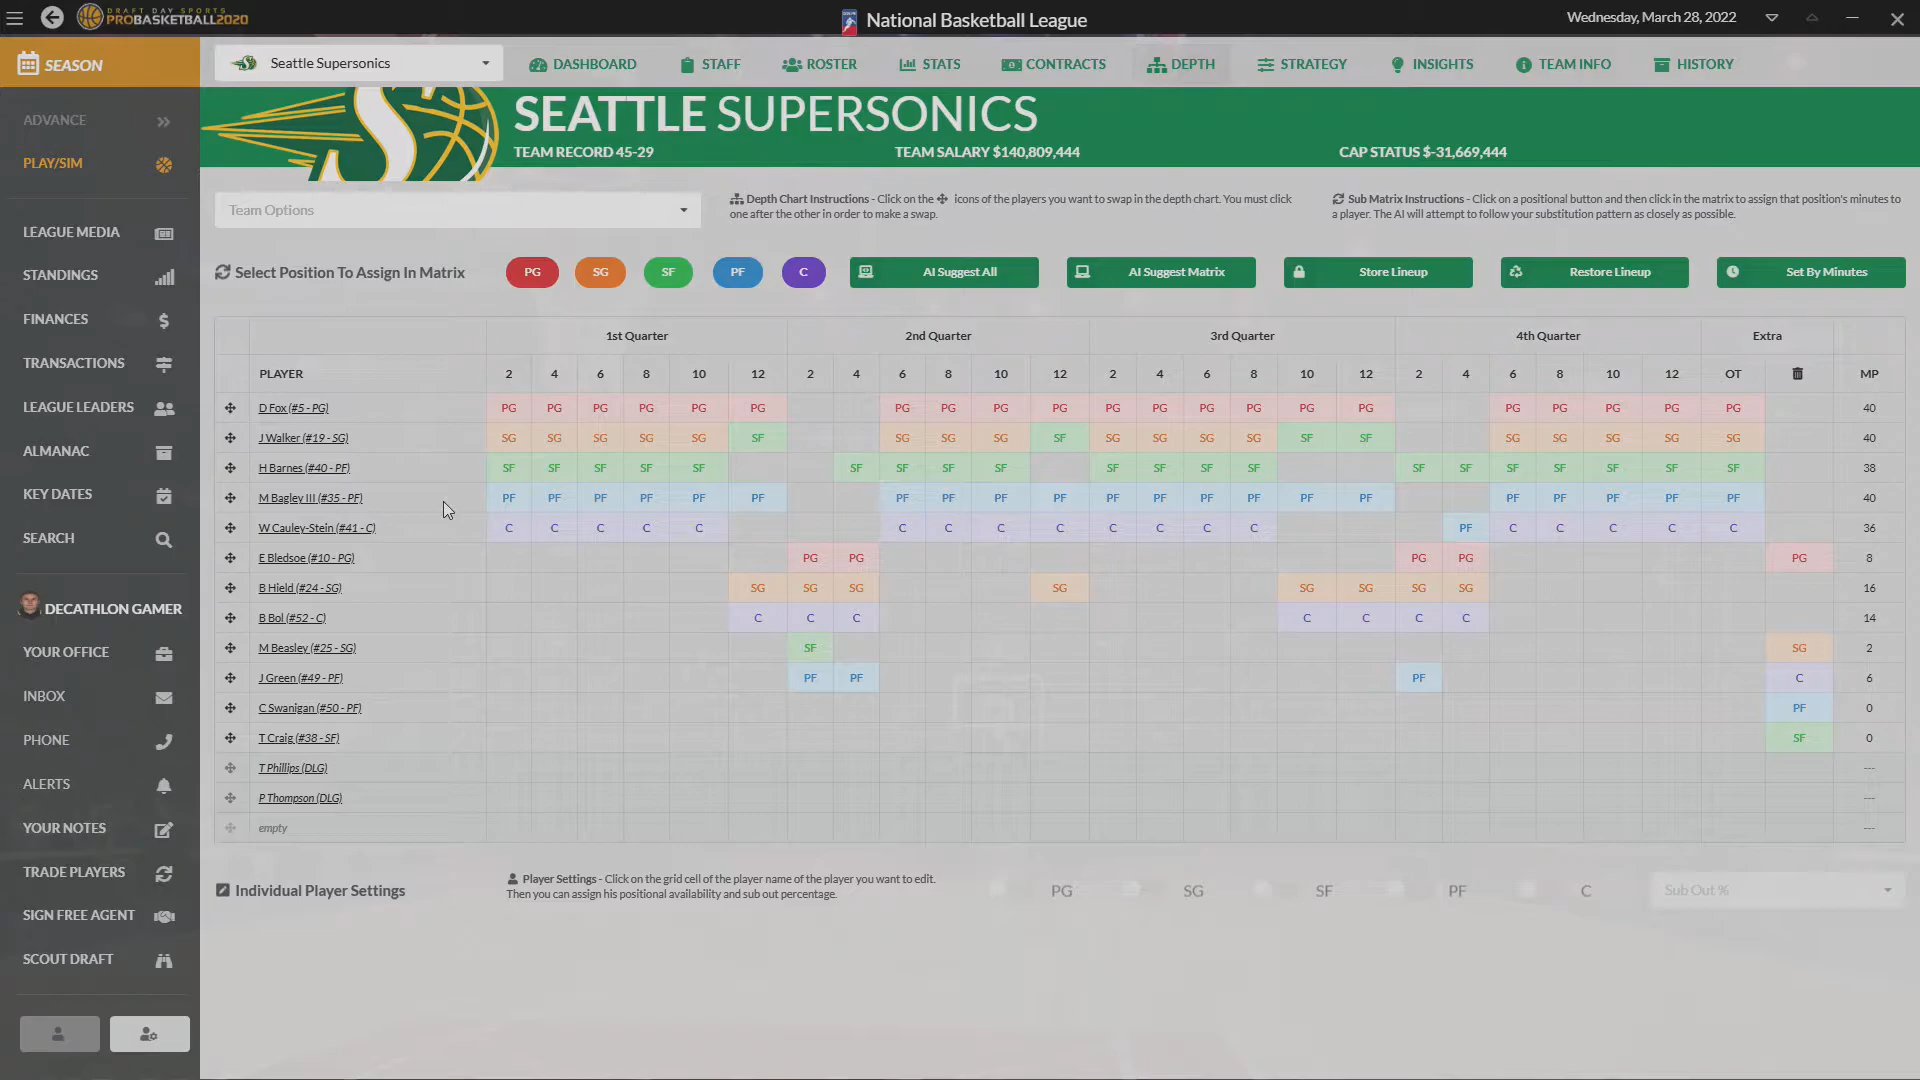 DRAFT DAY SPORTS
PROBASKETBALL2020
National Basketball League
Wednesday, March 28, 2022
SEASON
Seattle Supersonics
DASHBOARD
STAFF
ROSTER
STATS
CONTRACTS
DEPTH
STRATEGY
INSIGHTS
TEAM INFO
HISTORY
SEATTLE SUPERSONICS
TEAM RECORD 45-29
TEAM SALARY $140,809,444
CAP STATUS $-31,669,444
ADVANCE
PLAY/SIM
LEAGUE MEDIA
STANDINGS
FINANCES
TRANSACTIONS
LEAGUE LEADERS
ALMANAC
KEY DATES
SEARCH
DECATHLON GAMER
YOUR OFFICE
INBOX
PHONE
ALERTS
YOUR NOTES
TRADE PLAYERS
SIGN FREE AGENT
SCOUT DRAFT
Team Options
Depth Chart Instructions - Click on the icons of the players you want to swap in the depth chart. You must click
one after the other in order to make a swap.
Sub Matrix Instructions - Click on a positional button and then click in the matrix to assign that position's minutes to
a player. The AI will attempt to follow your substitution pattern as closely as possible.
Select Position To Assign In Matrix
PG SG SF PF C
AI Suggest All
AI Suggest Matrix
Store Lineup
Restore Lineup
Set By Minutes
1st Quarter 2nd Quarter 3rd Quarter 4th Quarter Extra
PLAYER 2 4 6 8 10 12 2 4 6 8 10 12 2 4 6 8 10 12 2 4 6 8 10 12 OT MP
D Fox (#5 - PG) PG PG PG PG PG PG PG PG PG PG PG PG PG PG PG PG PG PG PG PG PG 40
J Walker (#19 - SG) SG SG SG SG SG SF SG SG SG SF SG SG SG SG SF SF SG SG SG SG SG 40
H Barnes (#40 - PF) SF SF SF SF SF SF SF SF SF SF SF SF SF SF SF SF SF SF SF SF 38
M Bagley III (#35 - PF) PF PF PF PF PF PF PF PF PF PF PF PF PF PF PF PF PF PF PF PF PF 40
W Cauley-Stein (#41 - C) C C C C C C C C C C C C C PF C C C C C 36
E Bledsoe (#10 - PG) PG PG PG PG PG 8
B Hield (#24 - SG) SG SG SG SG SG SG SG SG 16
B Bol (#52 - C) C C C C C C C 14
M Beasley (#25 - SG) SF SG 2
J Green (#49 - PF) PF PF PF C 6
C Swanigan (#50 - PF) PF 0
T Craig (#38 - SF) SF 0
T Phillips (DLG) ---
P Thompson (DLG) ---
empty ---
Individual Player Settings
Player Settings - Click on the grid cell of the player name of the player you want to edit.
Then you can assign his positional availability and sub out percentage.
PG SG SF PF C
Sub Out %